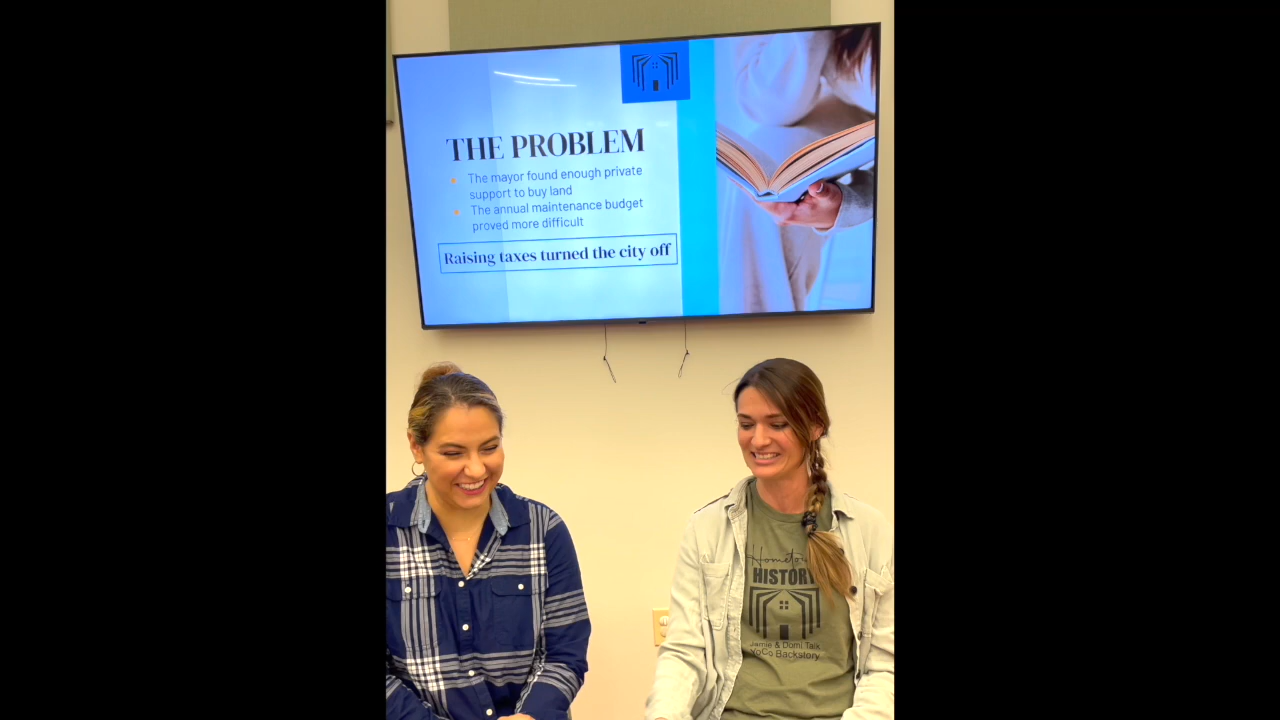 THE PROBLEM
The mayor found enough private
support to buy land
The annual maintenance budget
proved more difficult
Raising taxes turned the city off
HISTORY
Jamie & Domi Talk
YoCo Backstory